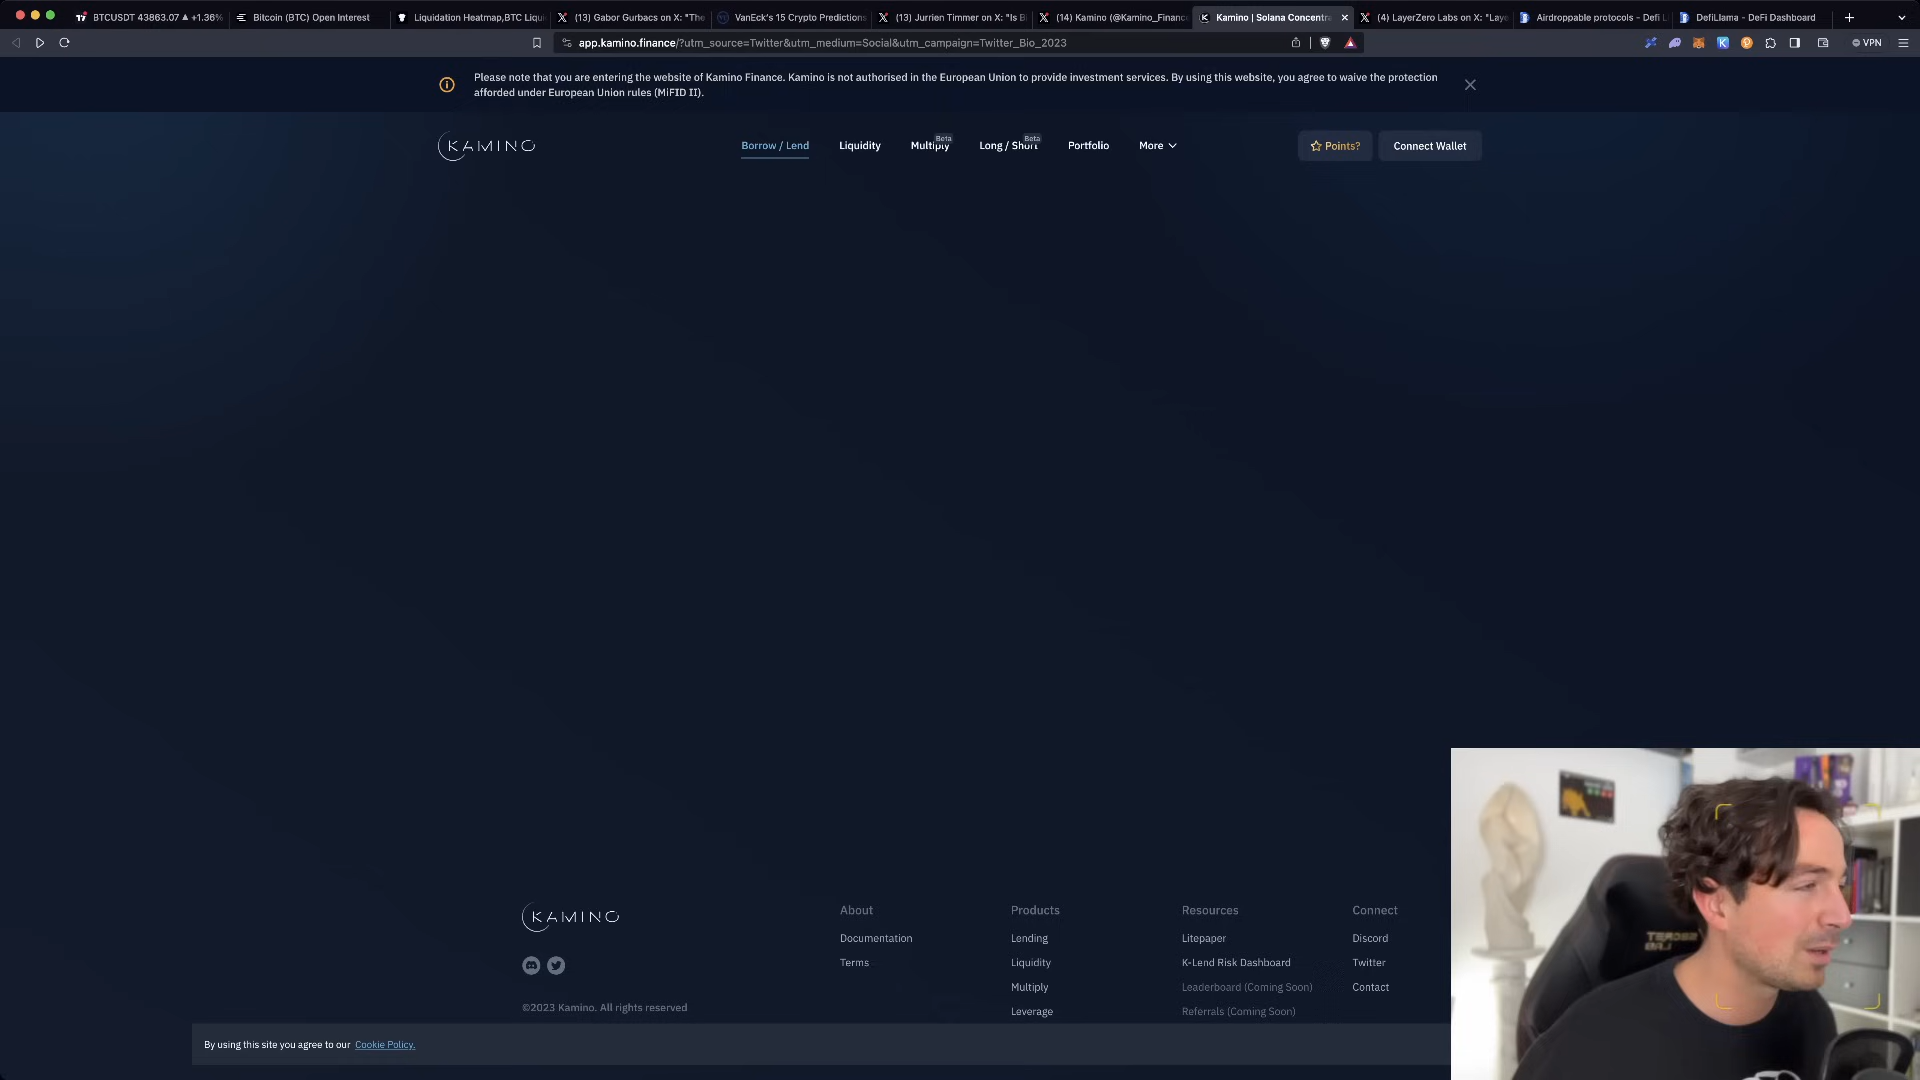 BTCUSDT 43863.07 ▲ +1.36%
Bitcoin (BTC) Open Interest
Liquidation Heatmap,BTC Liqui
(13) Gabor Gurbacs on X: "The
VanEck's 15 Crypto Predictions
(13) Jurrien Timmer on X: "Is B
(14) Kamino (@Kamino_Financ
Kamino | Solana Concentra
(4) LayerZero Labs on X: "Laye
Airdroppable protocols - Defi L
DefiLlama - DeFi Dashboard
app.kamino.finance/?utm_source=Twitter&utm_medium=Social&utm_campaign=Twitter_Bio_2023
VPN
Please note that you are entering the website of Kamino Finance. Kamino is not authorised in the European Union to provide investment services. By using this website, you agree to waive the protection
afforded under European Union rules (MiFID II).
KAMINO
Borrow / Lend
Liquidity
Multiply
Beta
Long / Short
Beta
Portfolio
More
Points?
Connect Wallet
KAMINO
©2023 Kamino. All rights reserved
About
Documentation
Terms
Products
Lending
Liquidity
Multiply
Leverage
Resources
Litepaper
K-Lend Risk Dashboard
Leaderboard (Coming Soon)
Referrals (Coming Soon)
Connect
Discord
Twitter
Contact
By using this site you agree to our Cookie Policy.